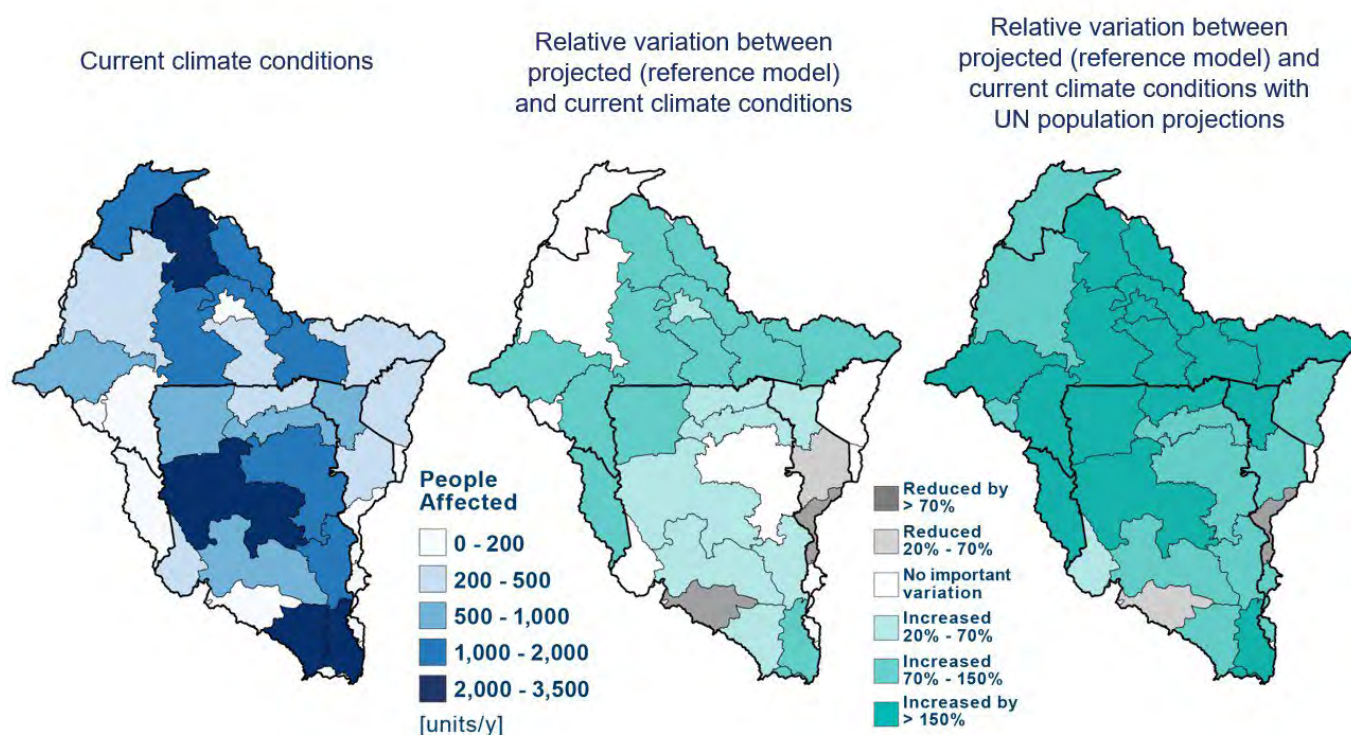 Current climate conditions
Relative variation between
projected (reference model)
and current climate conditions
Relative variation between
projected (reference model) and
current climate conditions with
UN population projections
People
Affected
0 - 200
200 - 500
500 - 1,000
1,000 - 2,000
2,000 - 3,500
[units/y]
Reduced by
> 70%
Reduced
20% - 70%
No important
variation
Increased
20% - 70%
Increased
70% - 150%
Increased by
> 150%